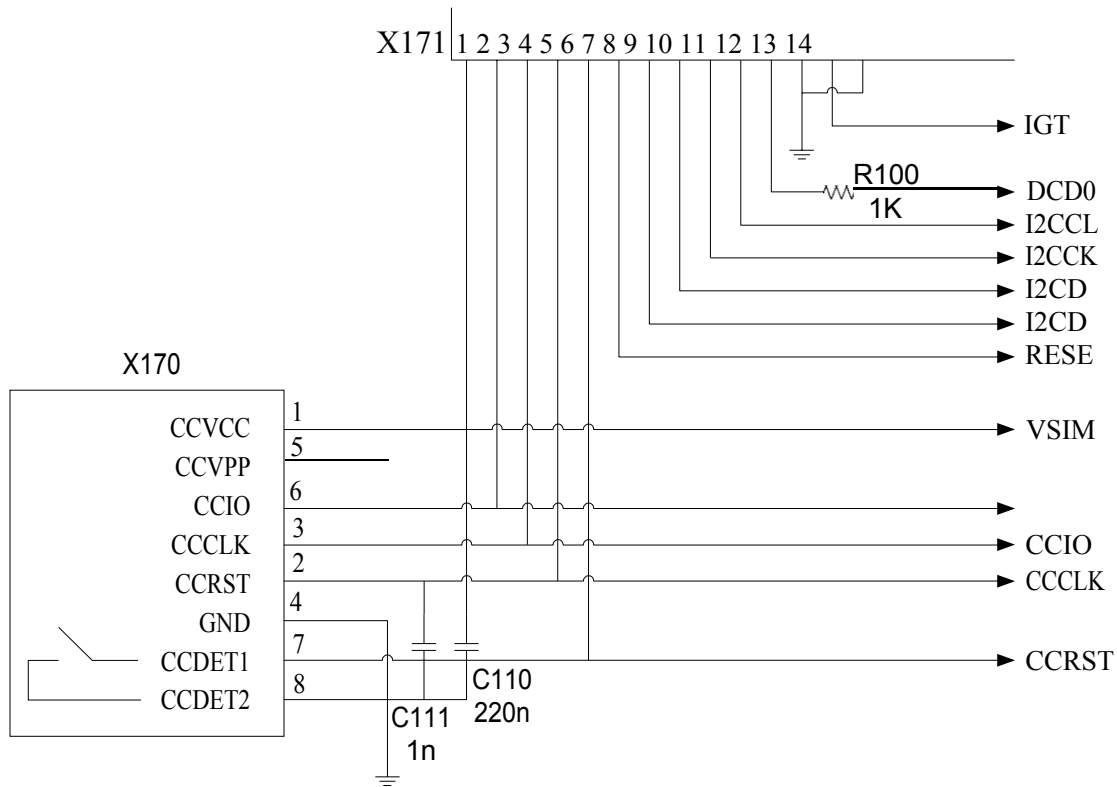 X171 1 2 3 4 5 6 7 8 9 10 11 12 13 14
IGT
R100
1K
DCD0
I2CCL
I2CCK
I2CD
I2CD
RESE
X170
CCVCC 1 VSIM
CCVPP 5
CCIO 6
CCCLK 3 CCIO
CCRST 2 CCCLK
GND 4
CCDET1 7 CCRST
CCDET2 8
C110
220n
C111
1n